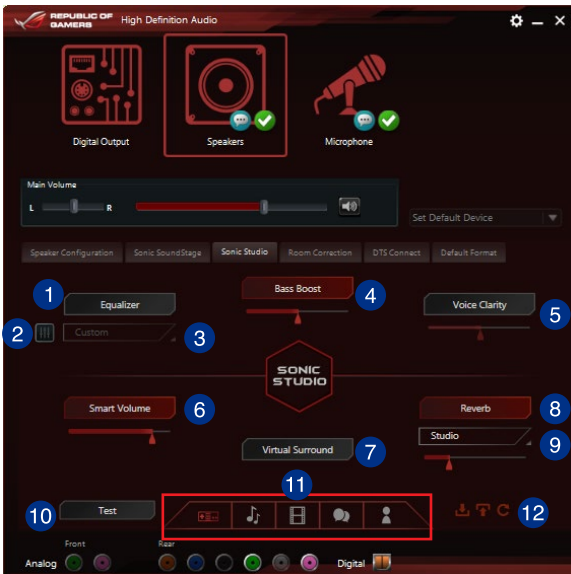 REPUBLIC OF
GAMERS
High Definition Audio
Digital Output
Speakers
Microphone
Main Volume
L
R
Set Default Device
Speaker Configuration
Sonic SoundStage
Sonic Studio
Room Correction
DTS Connect
Default Format
1
Equalizer
Bass Boost
4
Voice Clarity
5
2
Custom
3
SONIC
STUDIO
Smart Volume
6
Reverb
8
Studio
9
Virtual Surround
7
11
10
Test
12
Front
Rear
Analog
Digital